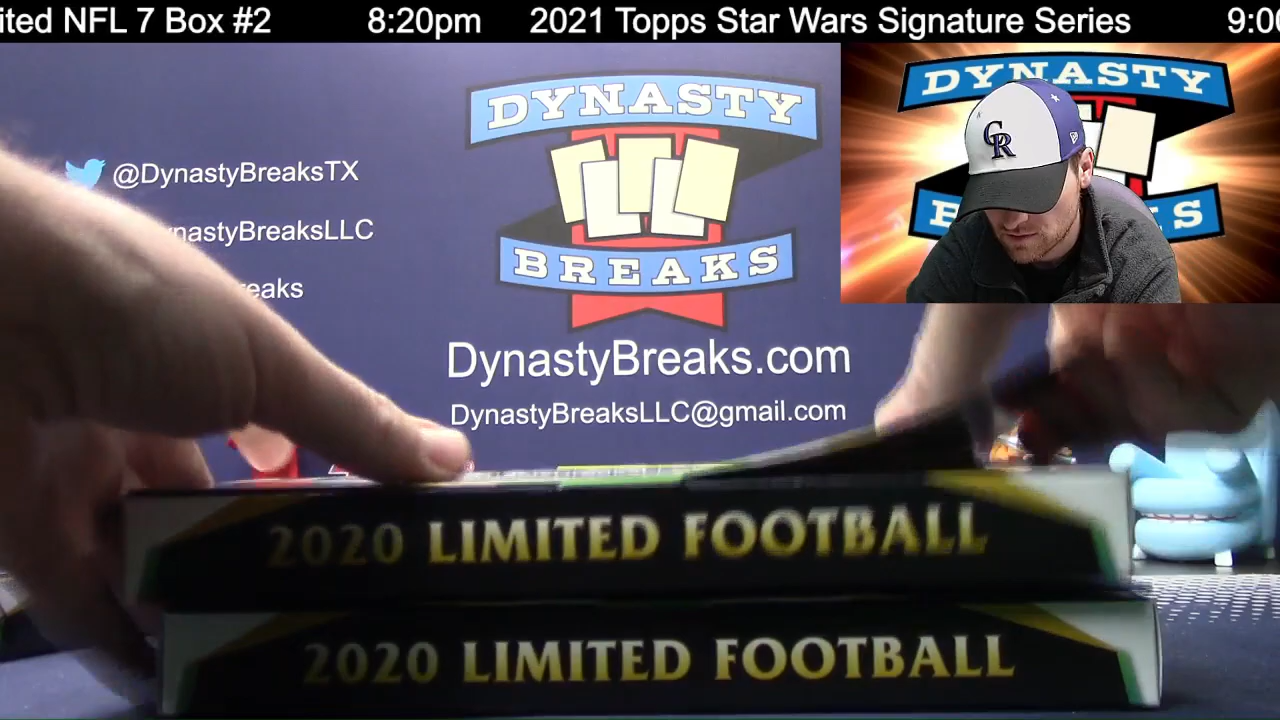 ited NFL 7 Box #2 8:20pm 2021 Topps Star Wars Signature Series 9:00
DYNASTY
BREAKS
@DynastyBreaksTX
nastyBreaksLLC
eaks
DynastyBreaks.com
DynastyBreaksLLC@gmail.com
DYNASTY
CR
B KS
2020 LIMITED FOOTBALL
2020 LIMITED FOOTBALL